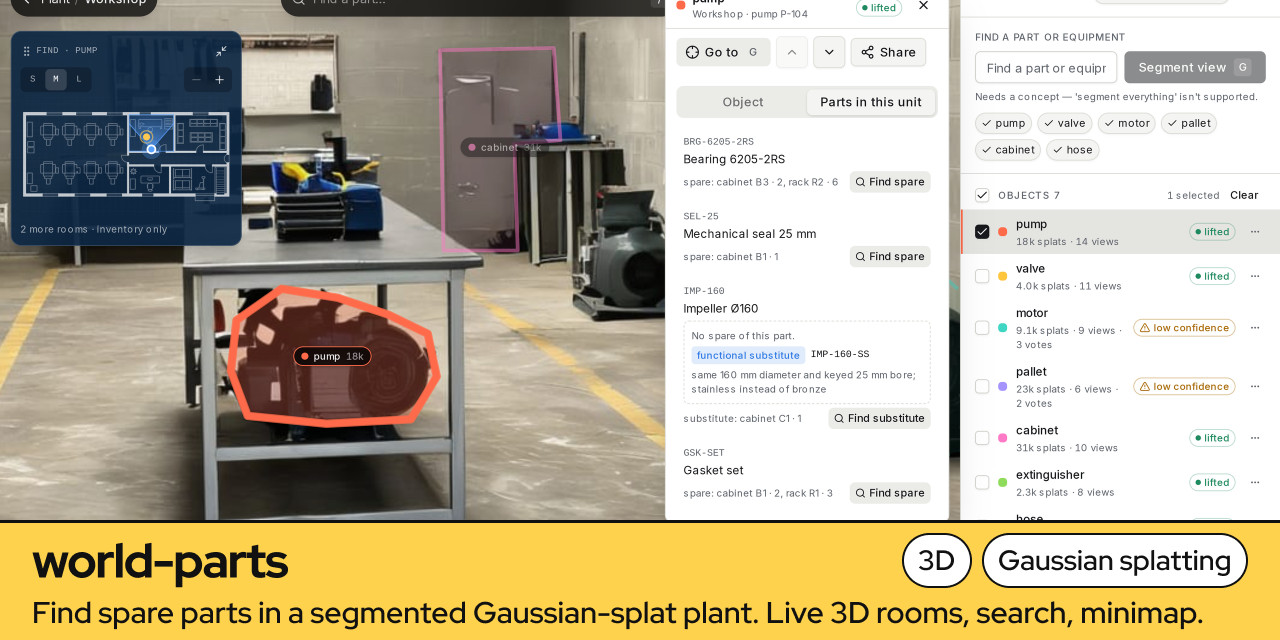 Plant / Workshop
Find a part...
FIND · PUMP
S M L
2 more rooms · Inventory only
cabinet 31k
pump 18k
pump
Workshop · pump P-104
lifted
Go to G
Share
Object
Parts in this unit
BRG-6205-2RS
Bearing 6205-2RS
spare: cabinet B3 · 2, rack R2 · 6
Find spare
SEL-25
Mechanical seal 25 mm
spare: cabinet B1 · 1
Find spare
IMP-160
Impeller Ø160
No spare of this part.
functional substitute IMP-160-SS
same 160 mm diameter and keyed 25 mm bore;
stainless instead of bronze
substitute: cabinet C1 · 1
Find substitute
GSK-SET
Gasket set
spare: cabinet B1 · 2, rack R1 · 3
Find spare
FIND A PART OR EQUIPMENT
Find a part or equipr
Segment view G
Needs a concept — 'segment everything' isn't supported.
pump valve motor pallet
cabinet hose
OBJECTS 7
1 selected Clear
pump
18k splats · 14 views
lifted
valve
4.0k splats · 11 views
lifted
motor
9.1k splats · 9 views ·
3 votes
low confidence
pallet
23k splats · 6 views ·
2 votes
low confidence
cabinet
31k splats · 10 views
lifted
extinguisher
2.3k splats · 8 views
lifted
hose
world-parts
3D
Gaussian splatting
Find spare parts in a segmented Gaussian-splat plant. Live 3D rooms, search, minimap.